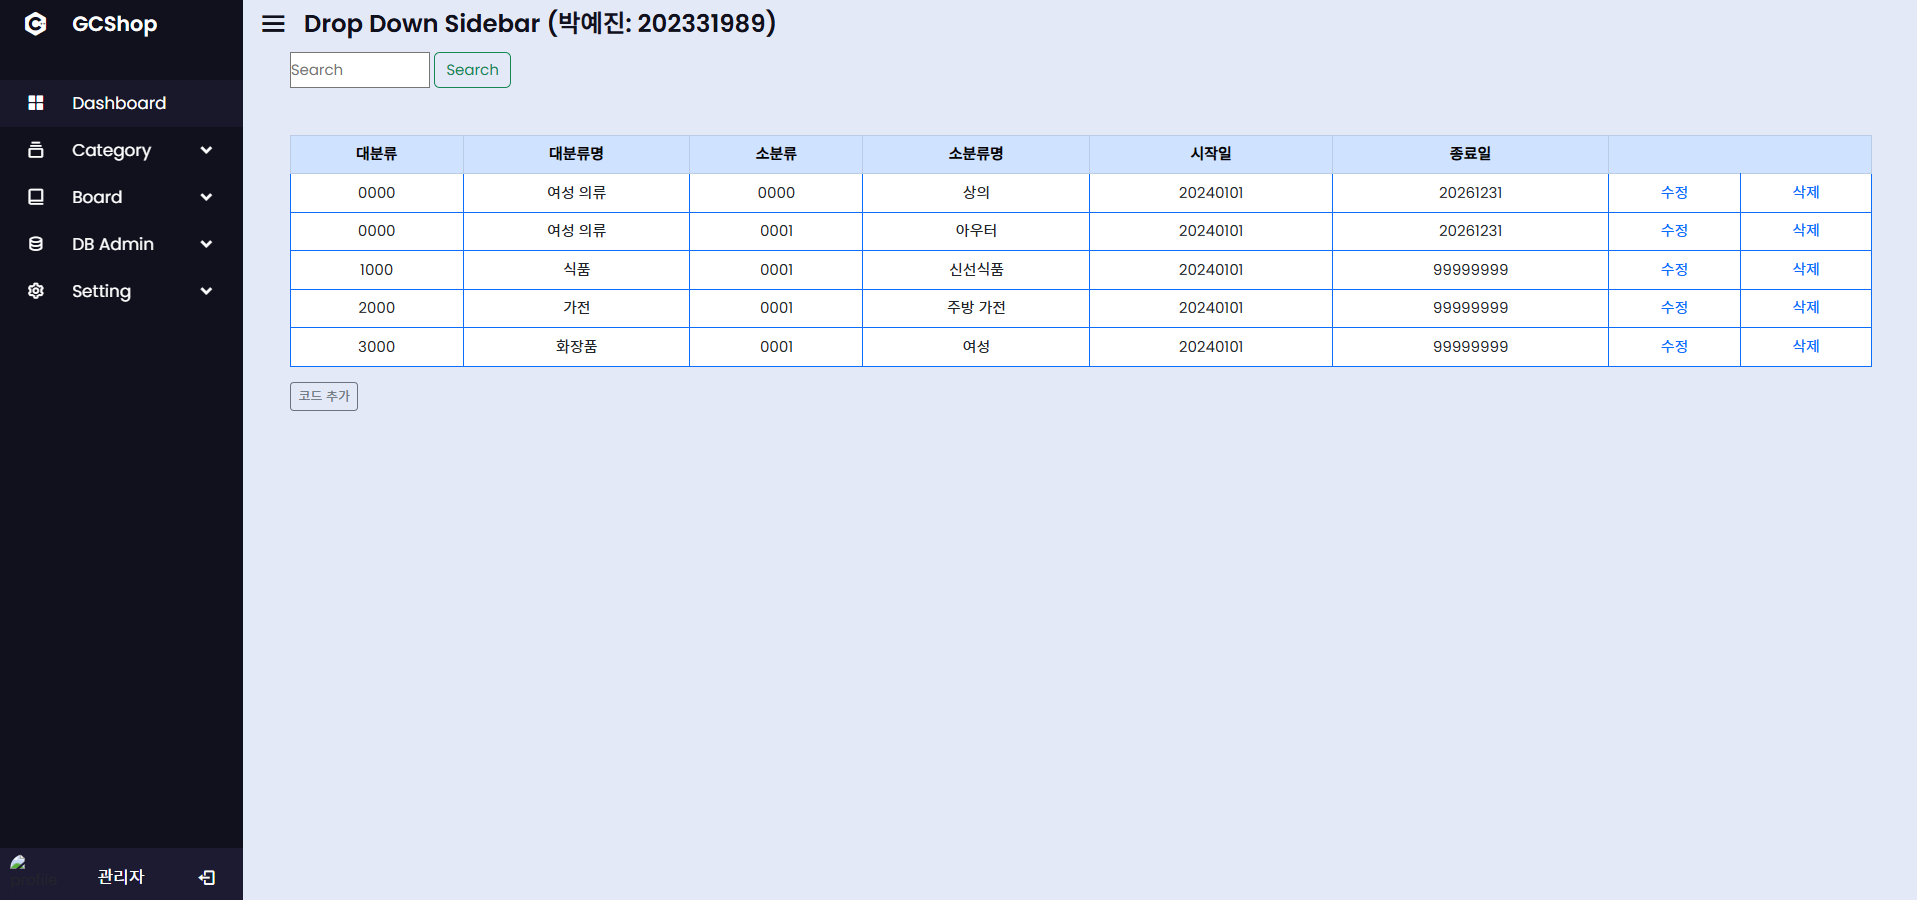 GCShop
Drop Down Sidebar (박예진: 202331989)
Search Search
Dashboard
Category
Board
DB Admin
Setting
대분류 대분류명 소분류 소분류명 시작일 종료일
0000 여성 의류 0000 상의 20240101 20261231 수정 삭제
0000 여성 의류 0001 아우터 20240101 20261231 수정 삭제
1000 식품 0001 신선식품 20240101 99999999 수정 삭제
2000 가전 0001 주방 가전 20240101 99999999 수정 삭제
3000 화장품 0001 여성 20240101 99999999 수정 삭제
코드 추가
profile 관리자